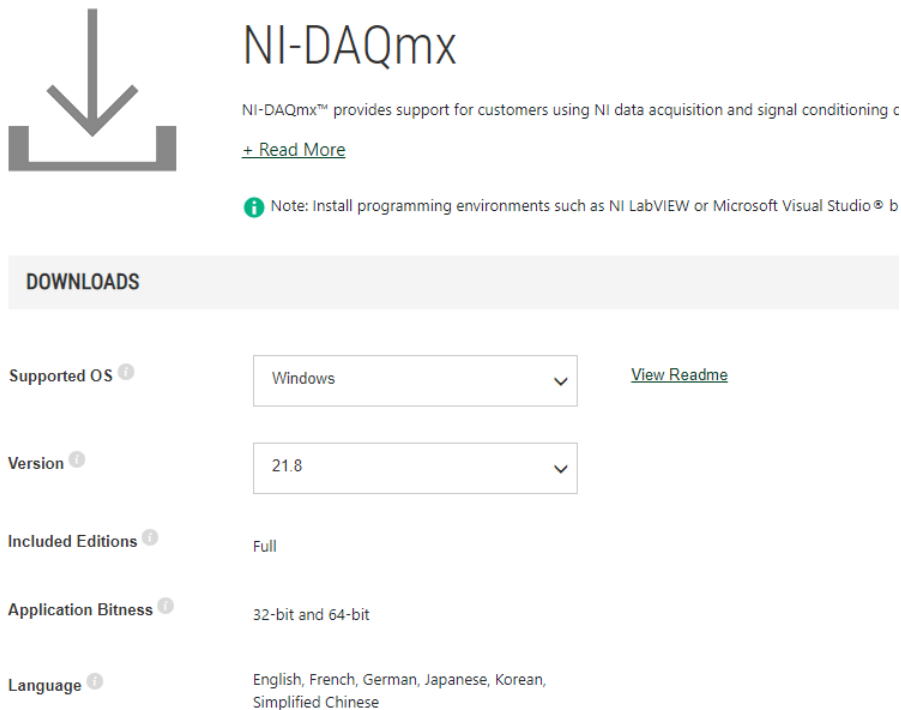 NI-DAQmx
NI-DAQmx™ provides support for customers using NI data acquisition and signal conditioning
+ Read More
Note: Install programming environments such as NI LabVIEW or Microsoft Visual Studio® b
DOWNLOADS
Supported OS
Windows
View Readme
Version
21.8
Included Editions
Full
Application Bitness
32-bit and 64-bit
Language
English, French, German, Japanese, Korean,
Simplified Chinese